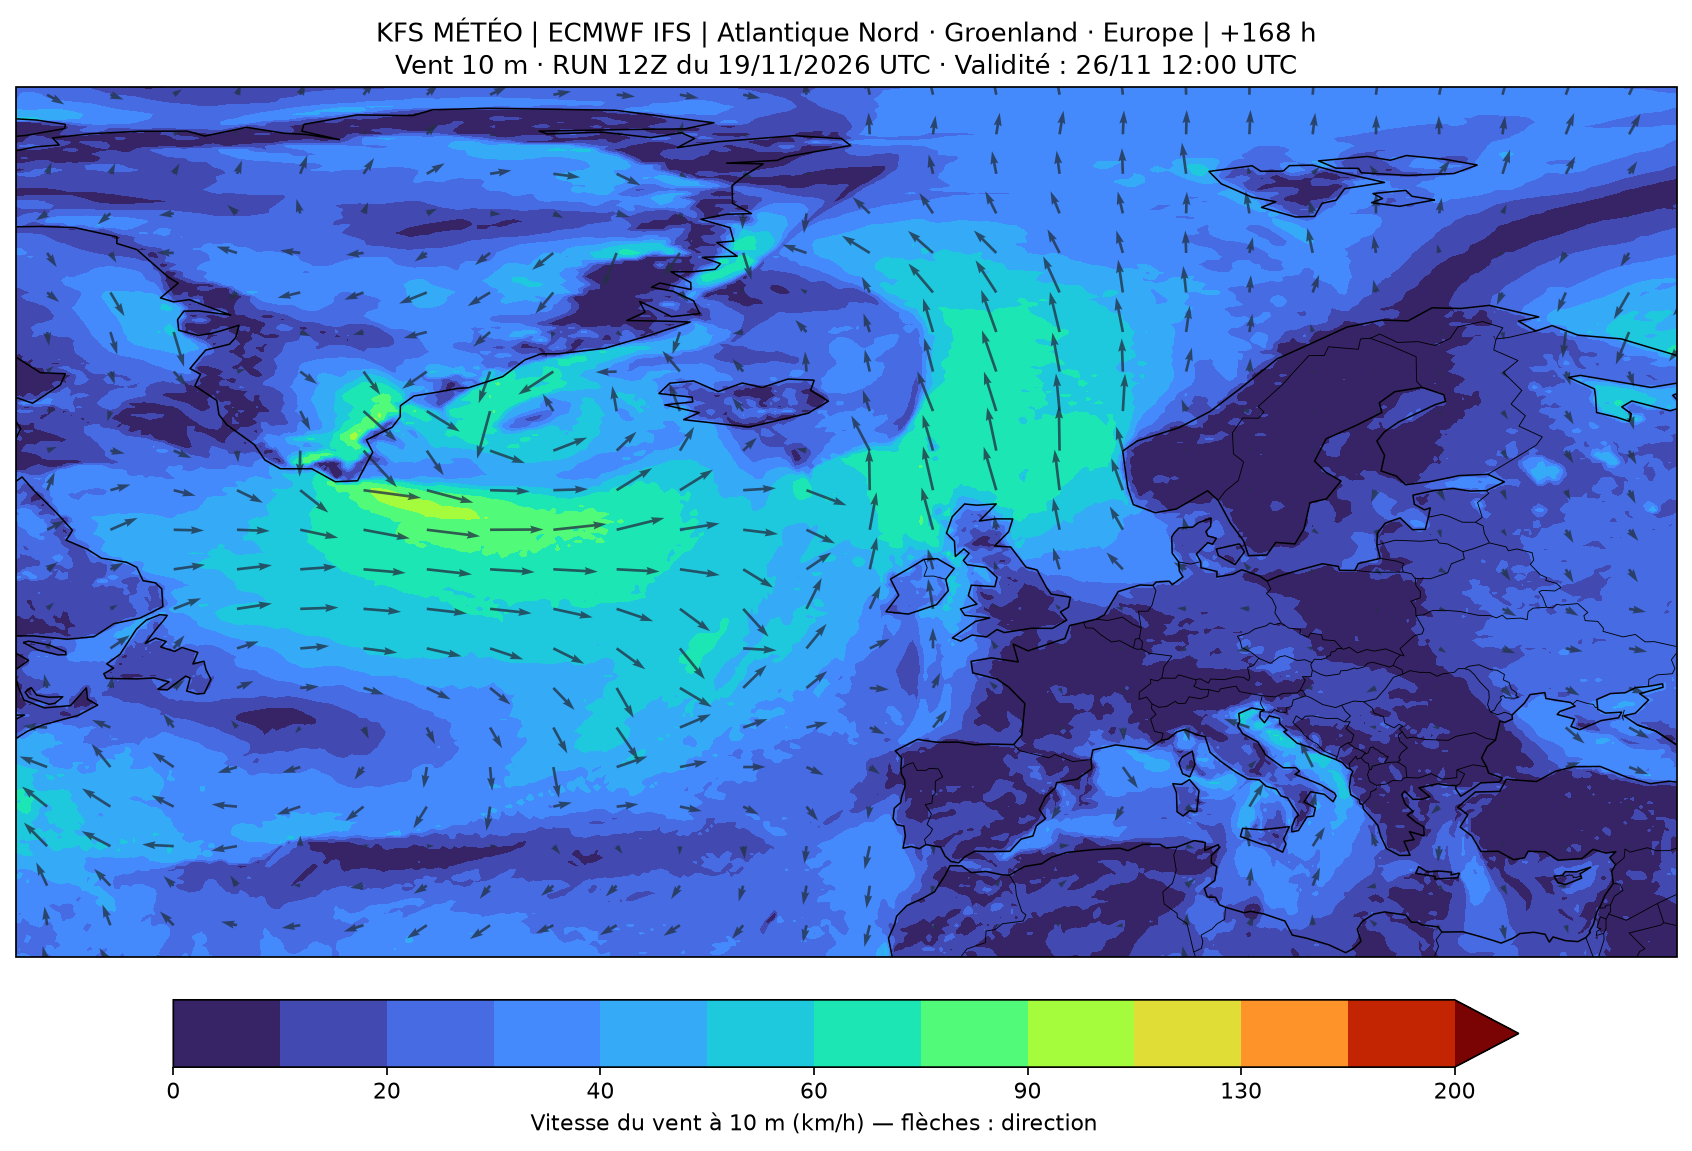 KFS MÉTÉO | ECMWF IFS | Atlantique Nord · Groenland · Europe | +168 h
Vent 10 m · RUN 12Z du 19/11/2026 UTC · Validité : 26/11 12:00 UTC
0 20 40 60 90 130 200
Vitesse du vent à 10 m (km/h) — flèches : direction